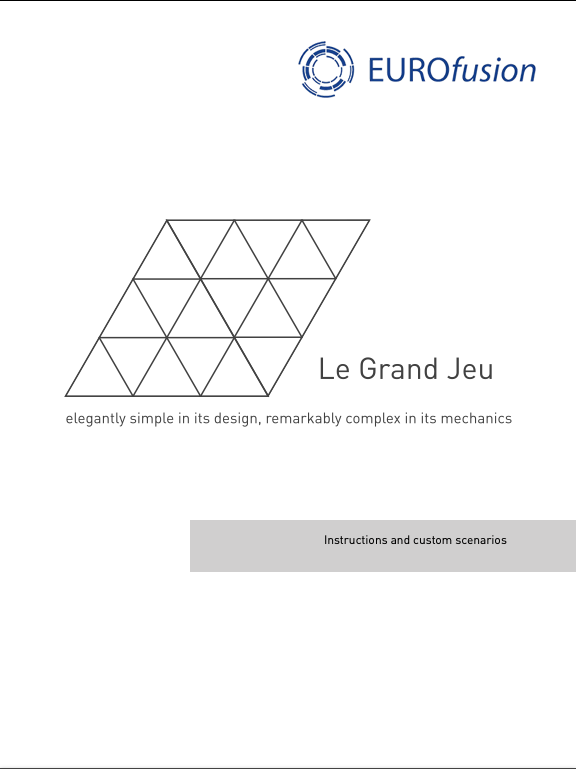 EUROfusion
Le Grand Jeu
elegantly simple in its design, remarkably complex in its mechanics
Instructions and custom scenarios